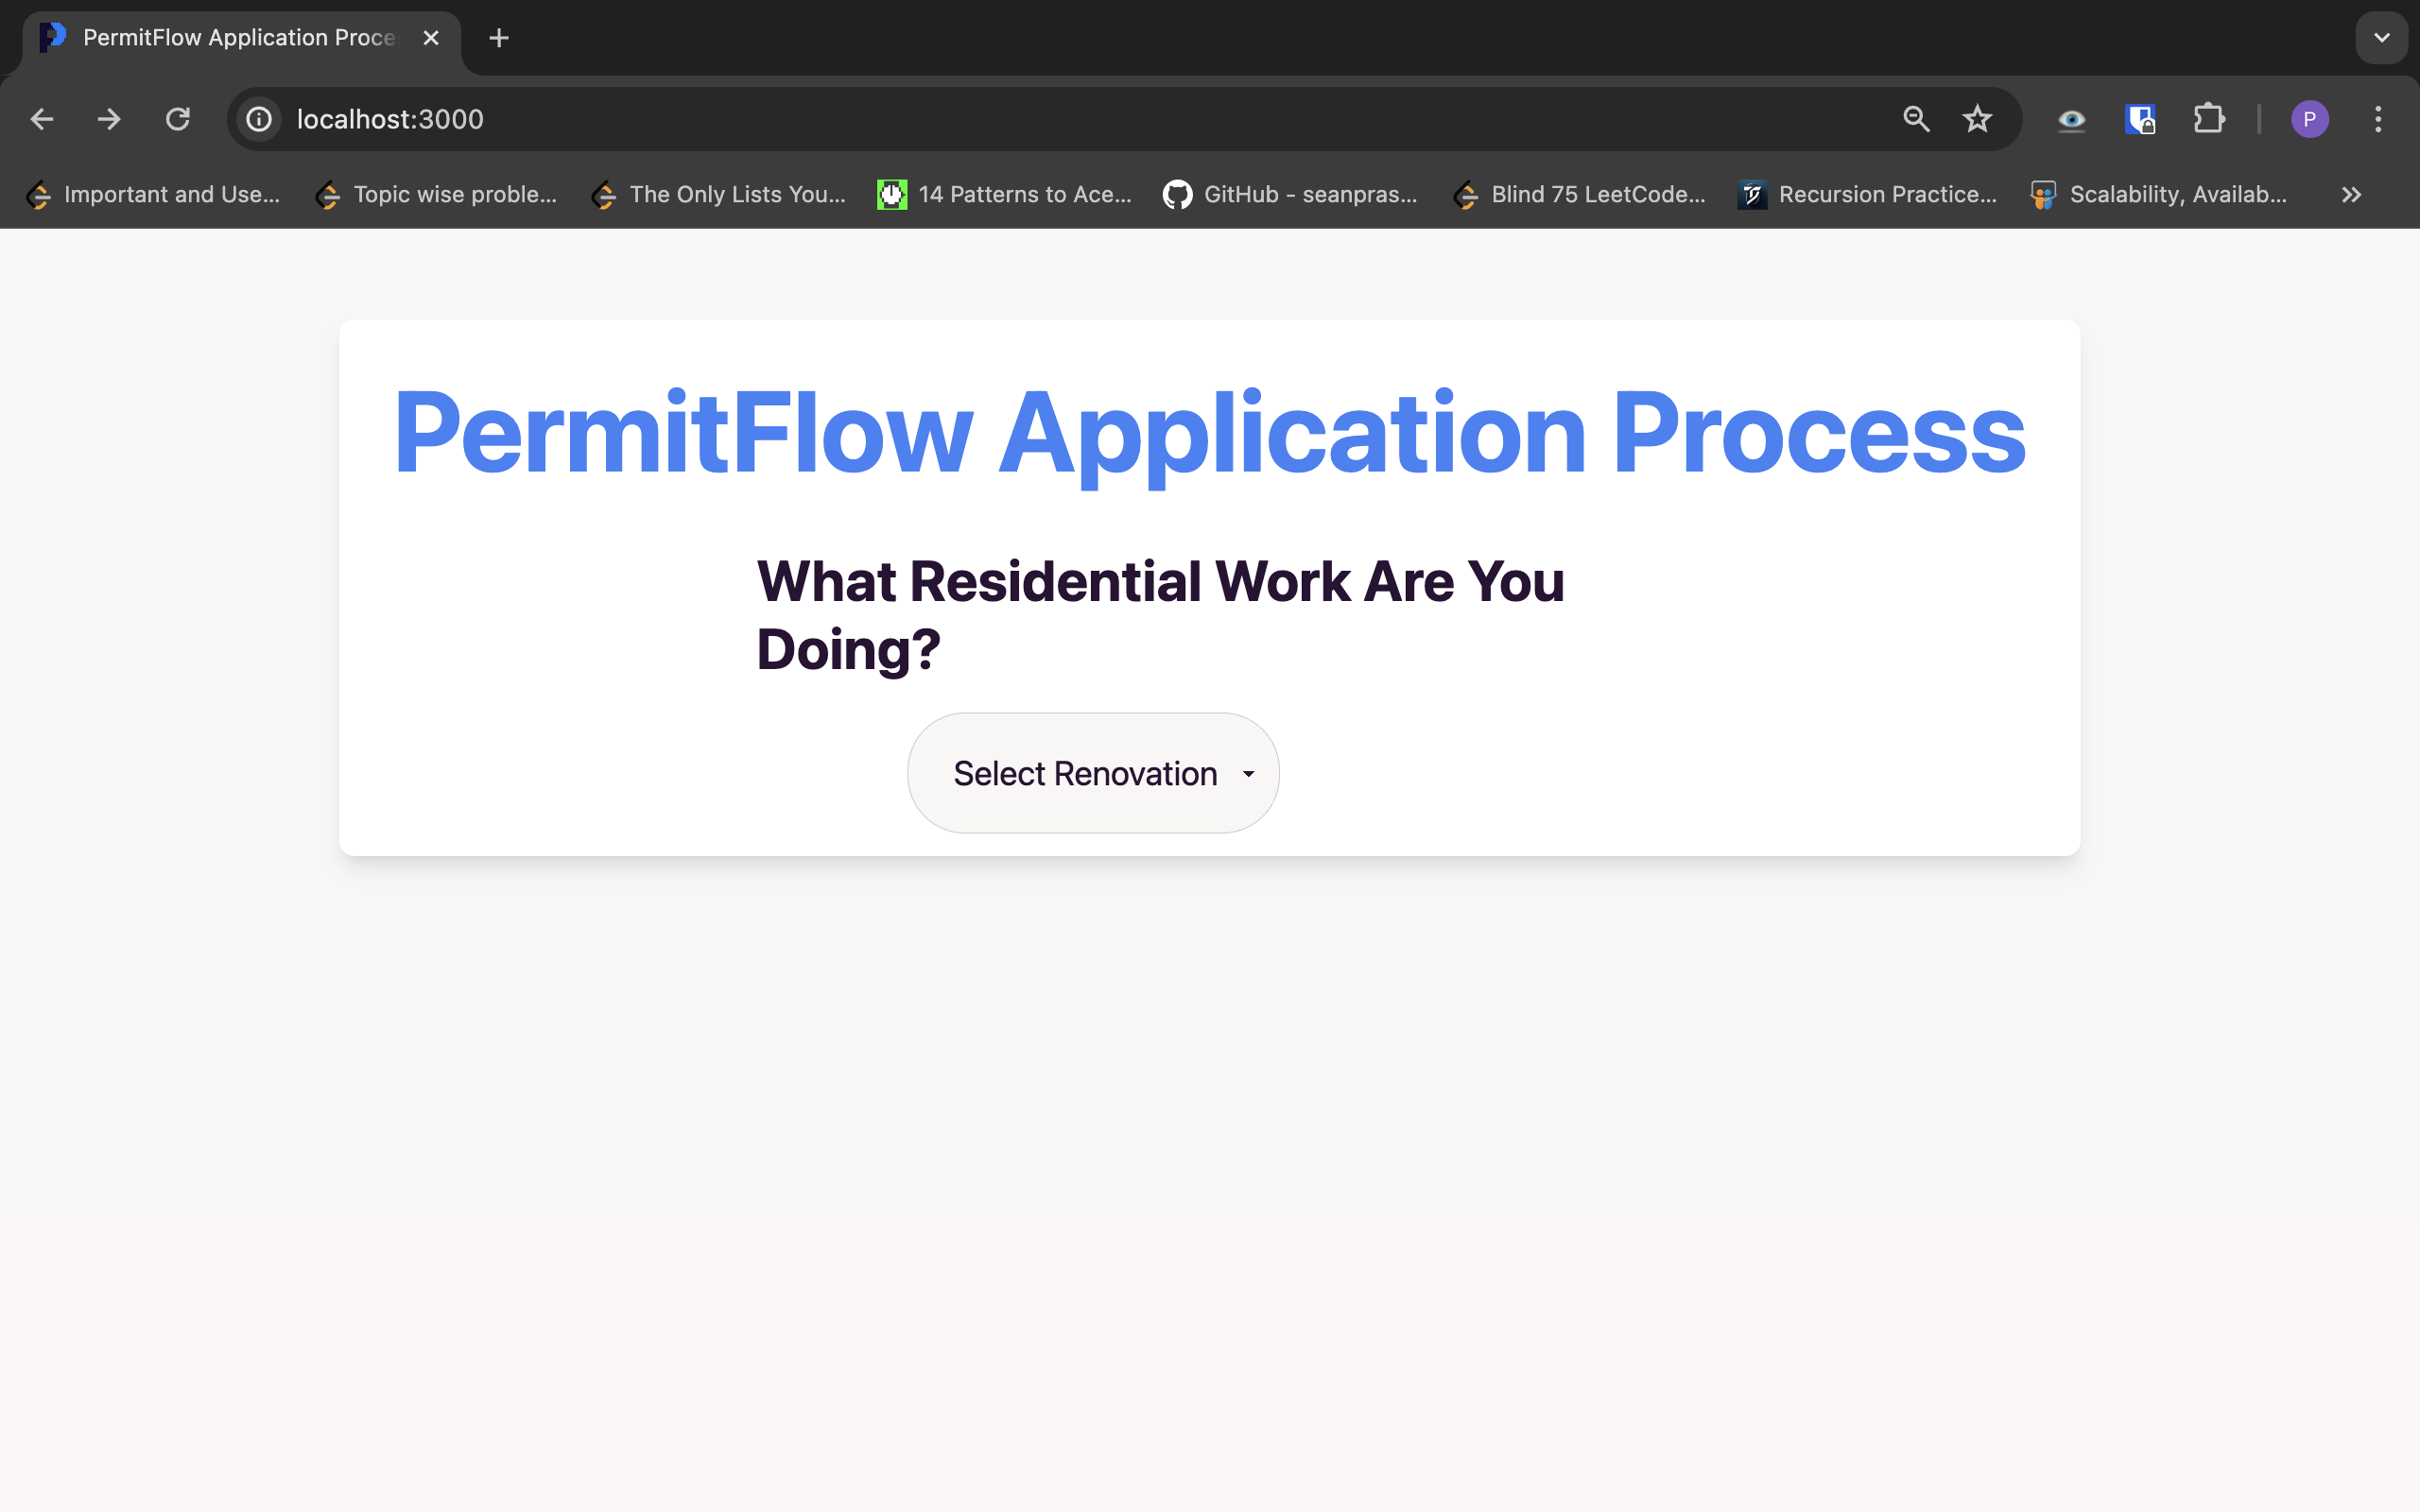 PermitFlow Application Proce
localhost:3000
P
Important and Use...
Topic wise proble...
The Only Lists You...
14 Patterns to Ace...
GitHub - seanpras...
Blind 75 LeetCode...
Recursion Practice...
Scalability, Availab...
PermitFlow Application Process
What Residential Work Are You
Doing?
Select Renovation